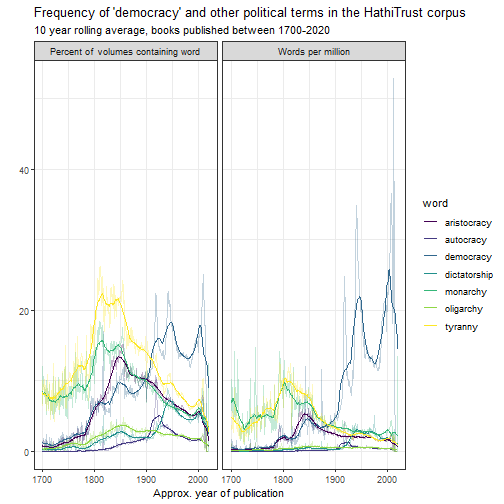 Frequency of 'democracy' and other political terms in the HathiTrust corpus
10 year rolling average, books published between 1700-2020
Percent of volumes containing word
Words per million
40
20
0
1700
1800
1900
2000
1700
1800
1900
2000
Approx. year of publication
word
aristocracy
autocracy
democracy
dictatorship
monarchy
oligarchy
tyranny